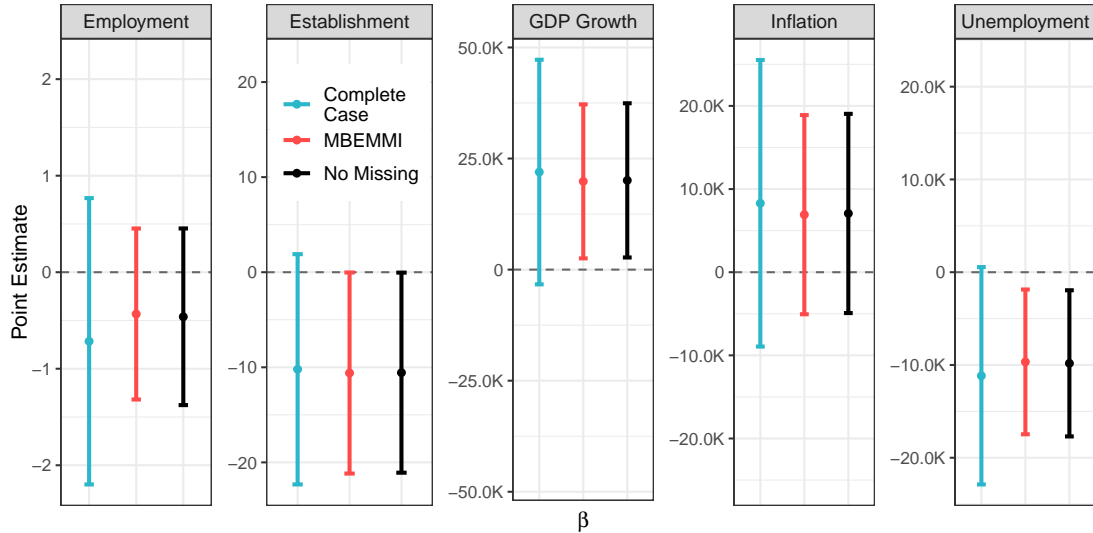 Employment
Establishment
GDP Growth
Inflation
Unemployment
Point Estimate
2
1
0
−1
−2
20
10
0
−10
−20
Complete
Case
MBEMMI
No Missing
50.0K
25.0K
0
−25.0K
−50.0K
20.0K
10.0K
0
−10.0K
−20.0K
20.0K
10.0K
0
−10.0K
−20.0K
β